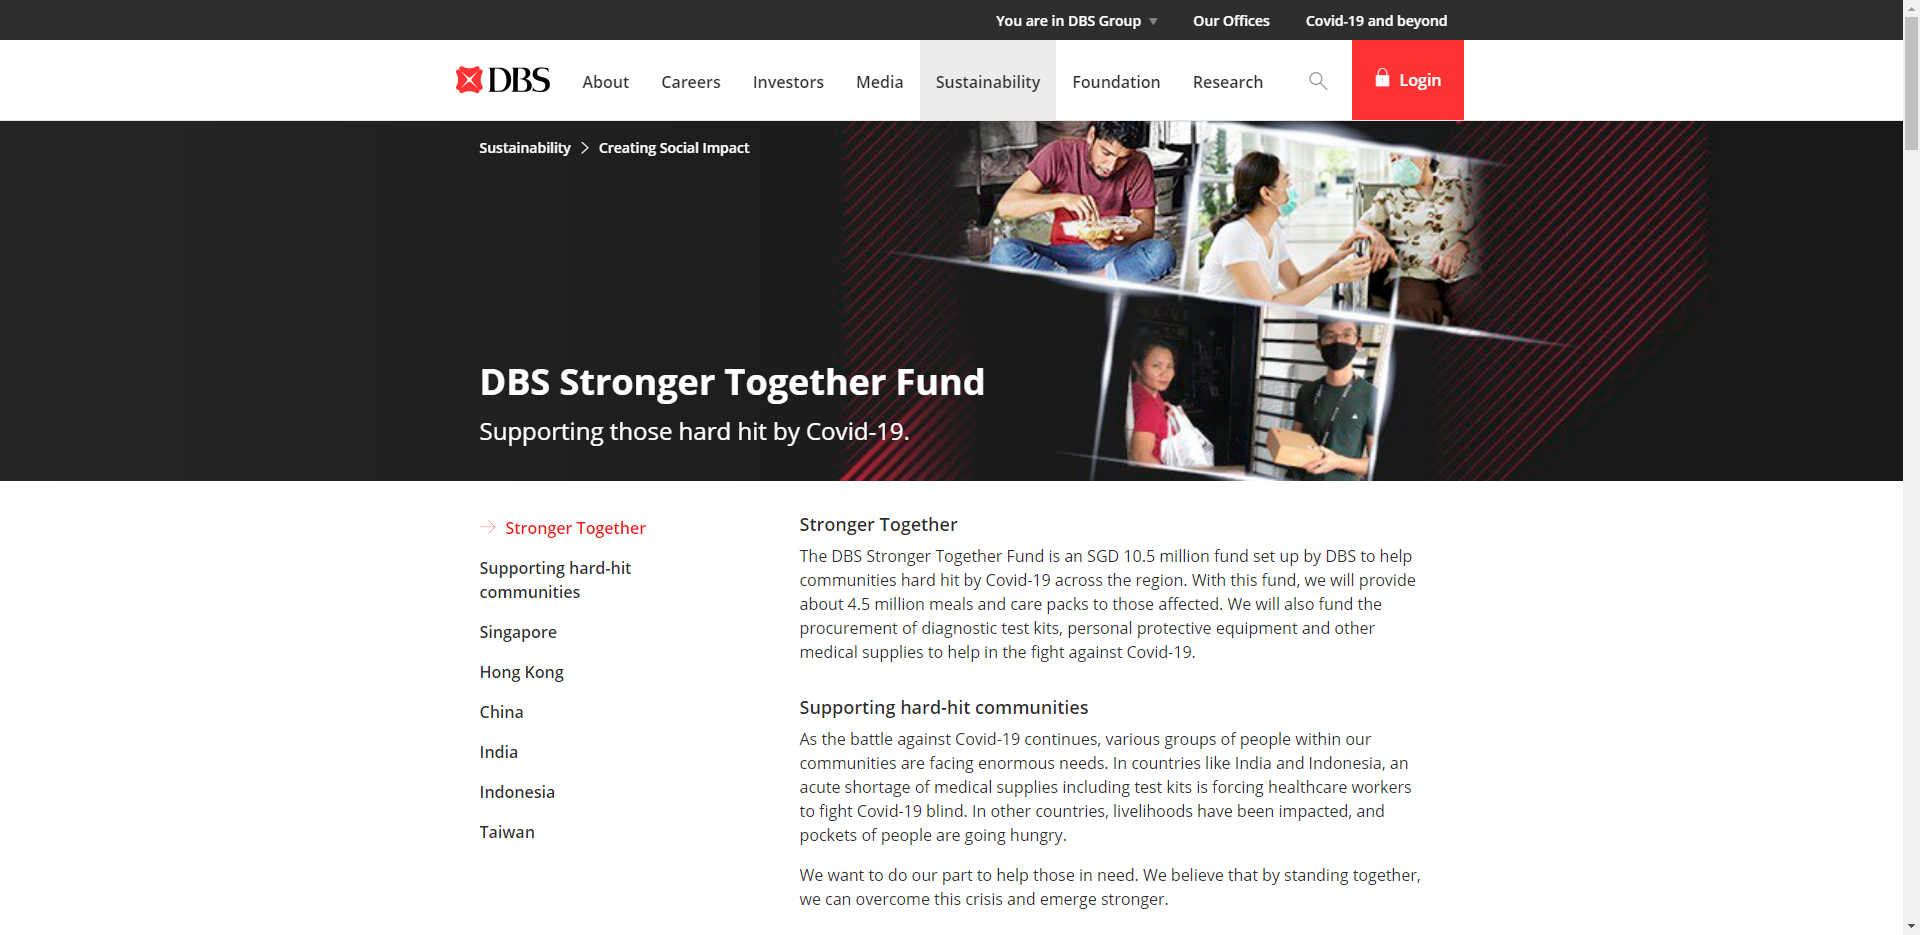 You are in DBS Group
Our Offices
Covid-19 and beyond
DBS
About
Careers
Investors
Media
Sustainability
Foundation
Research
Login
Sustainability
Creating Social Impact
DBS Stronger Together Fund
Supporting those hard hit by Covid-19.
Stronger Together
Supporting hard-hit
communities
Singapore
Hong Kong
China
India
Indonesia
Taiwan
Stronger Together
The DBS Stronger Together Fund is an SGD 10.5 million fund set up by DBS to help
communities hard hit by Covid-19 across the region. With this fund, we will provide
about 4.5 million meals and care packs to those affected. We will also fund the
procurement of diagnostic test kits, personal protective equipment and other
medical supplies to help in the fight against Covid-19.
Supporting hard-hit communities
As the battle against Covid-19 continues, various groups of people within our
communities are facing enormous needs. In countries like India and Indonesia, an
acute shortage of medical supplies including test kits is forcing healthcare workers
to fight Covid-19 blind. In other countries, livelihoods have been impacted, and
pockets of people are going hungry.
We want to do our part to help those in need. We believe that by standing together,
we can overcome this crisis and emerge stronger.